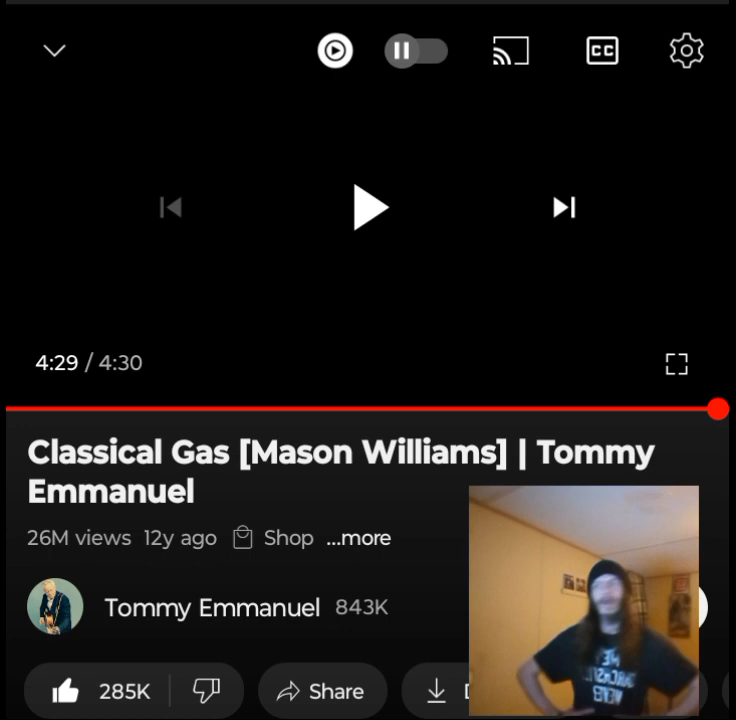 CC
4:29 / 4:30
Classical Gas [Mason Williams] | Tommy
Emmanuel
26M views 12y ago Shop ...more
Tommy Emmanuel 843K
285K Share